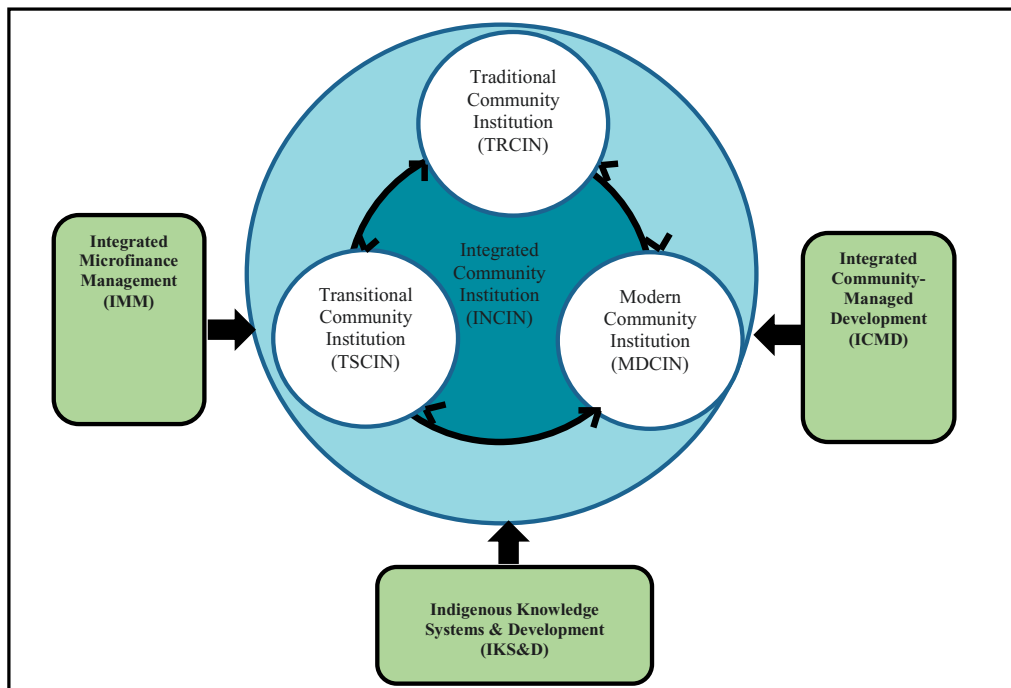 Traditional
Community
Institution
(TRCIN)
Integrated
Microfinance
Management
(IMM)
Integrated
Community
Institution
(INCIN)
Transitional
Community
Institution
(TSCIN)
Modern
Community
Institution
(MDCIN)
Integrated
Community-
Managed
Development
(ICMD)
Indigenous Knowledge
Systems & Development
(IKS&D)